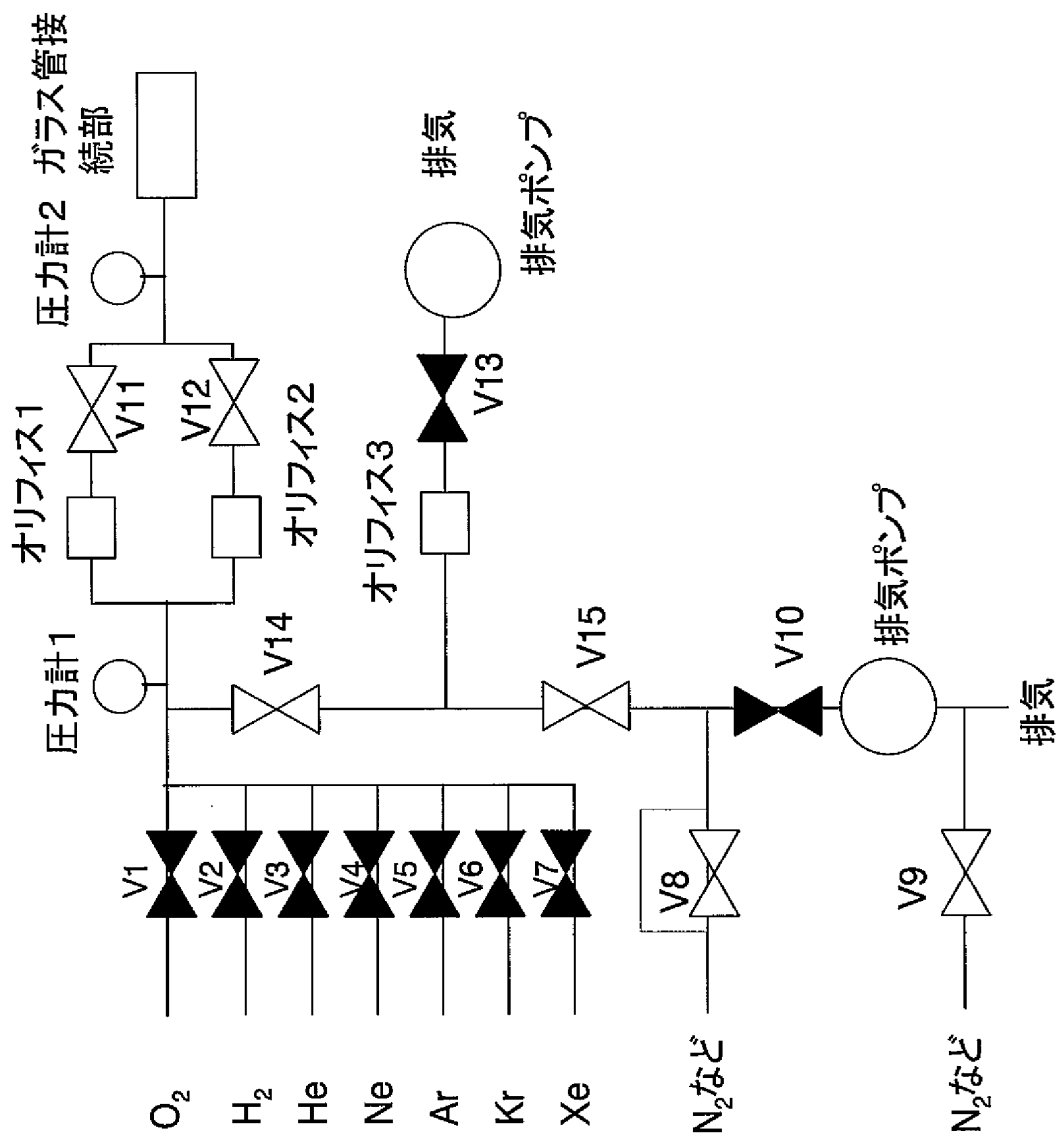 O2
H2
He
Ne
Ar
Kr
Xe
N2など
N2など
V1
V2
V3
V4
V5
V6
V7
V8
V9
圧力計1
V14
V15
V10
排気ポンプ
排気
オリフィス1
オリフィス2
オリフィス3
V11
V12
V13
圧力計2
ガラス管接
続部
排気
排気ポンプ